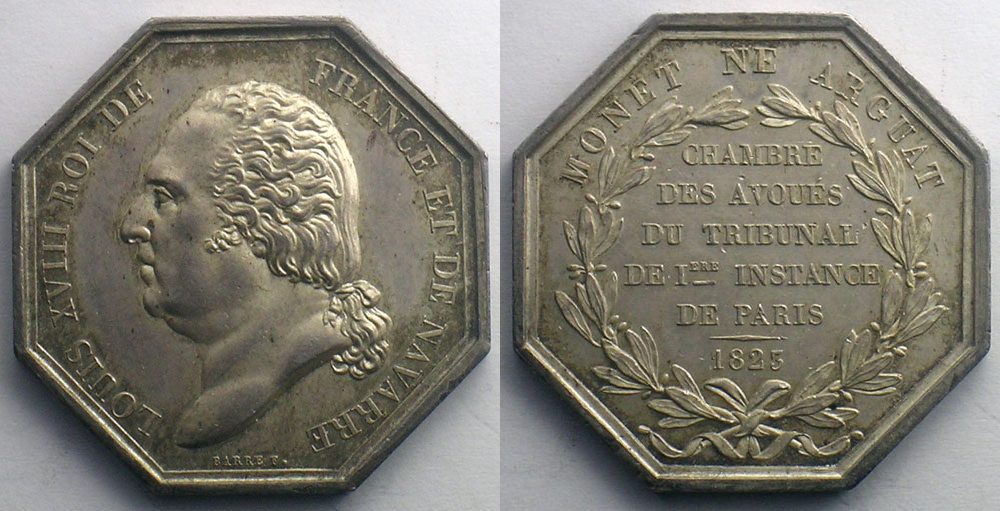 LOUIS XVIII ROI DE FRANCE ET DE NAVARRE
BARRE F.
MONET NE ARGUAT
CHAMBRE
DES AVOUÉS
DU TRIBUNAL
DE IERE INSTANCE
DE PARIS
1823